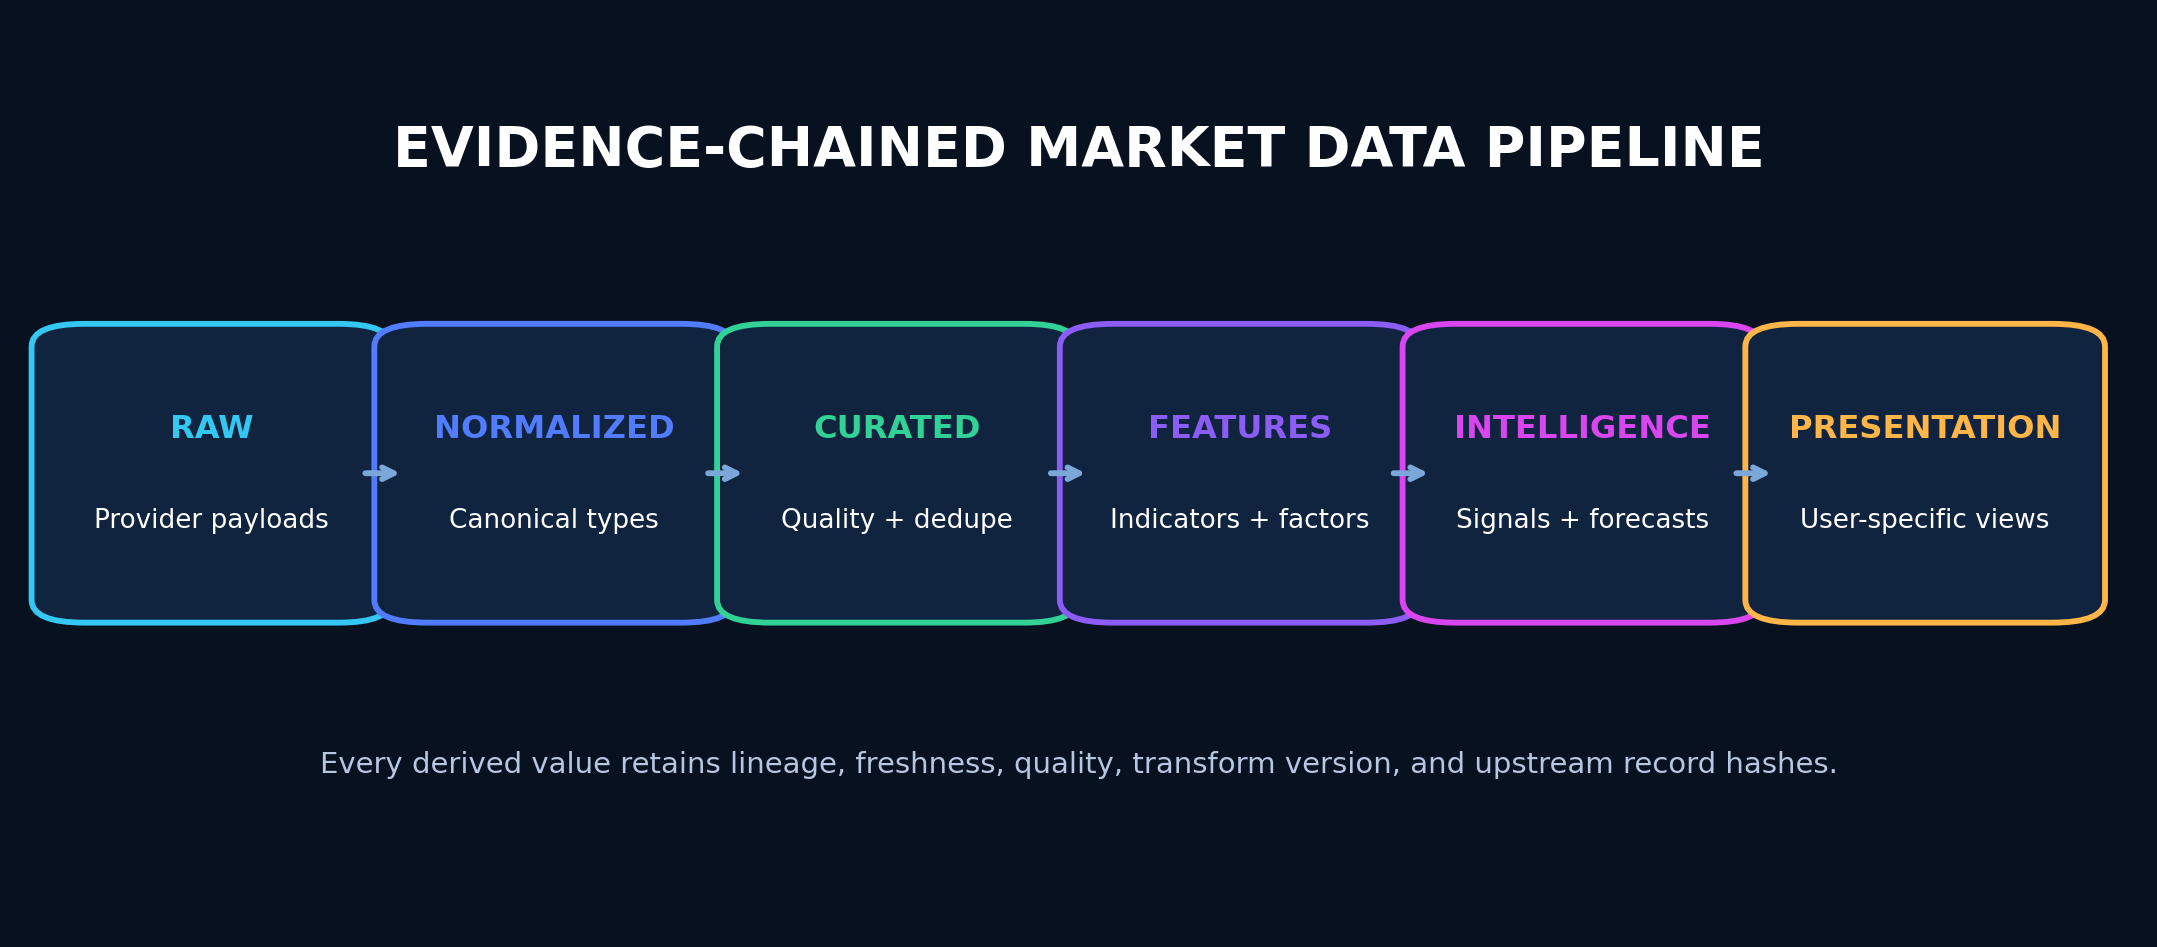 EVIDENCE-CHAINED MARKET DATA PIPELINE
RAW
Provider payloads
NORMALIZED
Canonical types
CURATED
Quality + dedupe
FEATURES
Indicators + factors
INTELLIGENCE
Signals + forecasts
PRESENTATION
User-specific views
Every derived value retains lineage, freshness, quality, transform version, and upstream record hashes.